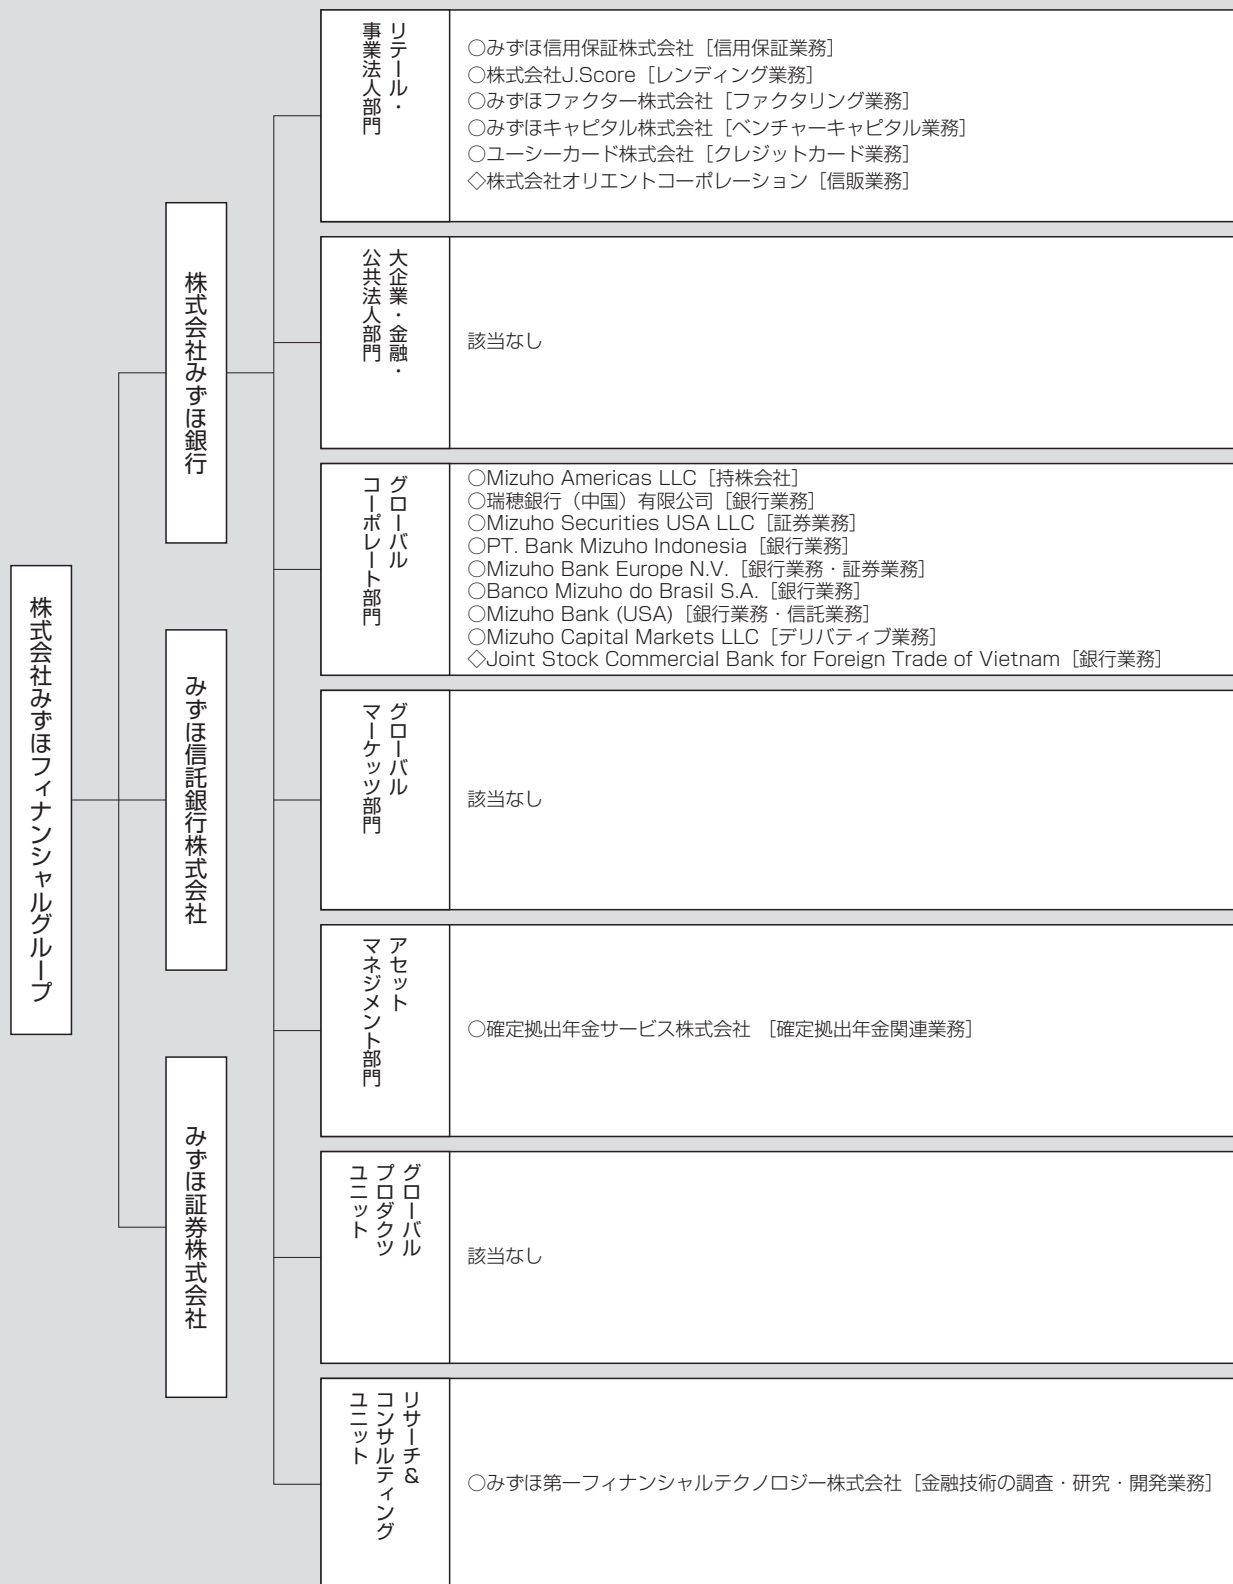 株式会社みずほフィナンシャルグループ
株式会社みずほ銀行
みずほ信託銀行株式会社
みずほ証券株式会社
リテール・
事業法人部門
○みずほ信用保証株式会社［信用保証業務］
○株式会社J.Score［レンディング業務］
○みずほファクター株式会社［ファクタリング業務］
○みずほキャピタル株式会社［ベンチャーキャピタル業務］
○ユーシーカード株式会社［クレジットカード業務］
◇株式会社オリエントコーポレーション［信販業務］
大企業・金融・
公共法人部門
該当なし
グローバル
コーポレート部門
○Mizuho Americas LLC［持株会社］
○瑞穂銀行（中国）有限公司［銀行業務］
○Mizuho Securities USA LLC［証券業務］
○PT. Bank Mizuho Indonesia［銀行業務］
○Mizuho Bank Europe N.V.［銀行業務・証券業務］
○Banco Mizuho do Brasil S.A.［銀行業務］
○Mizuho Bank (USA)［銀行業務・信託業務］
○Mizuho Capital Markets LLC［デリバティブ業務］
◇Joint Stock Commercial Bank for Foreign Trade of Vietnam［銀行業務］
グローバル
マーケッツ部門
該当なし
アセット
マネジメント部門
○確定拠出年金サービス株式会社　［確定拠出年金関連業務］
グローバル
プロダクツ
ユニット
該当なし
リサーチ&
コンサルティング
ユニット
○みずほ第一フィナンシャルテクノロジー株式会社［金融技術の調査・研究・開発業務］